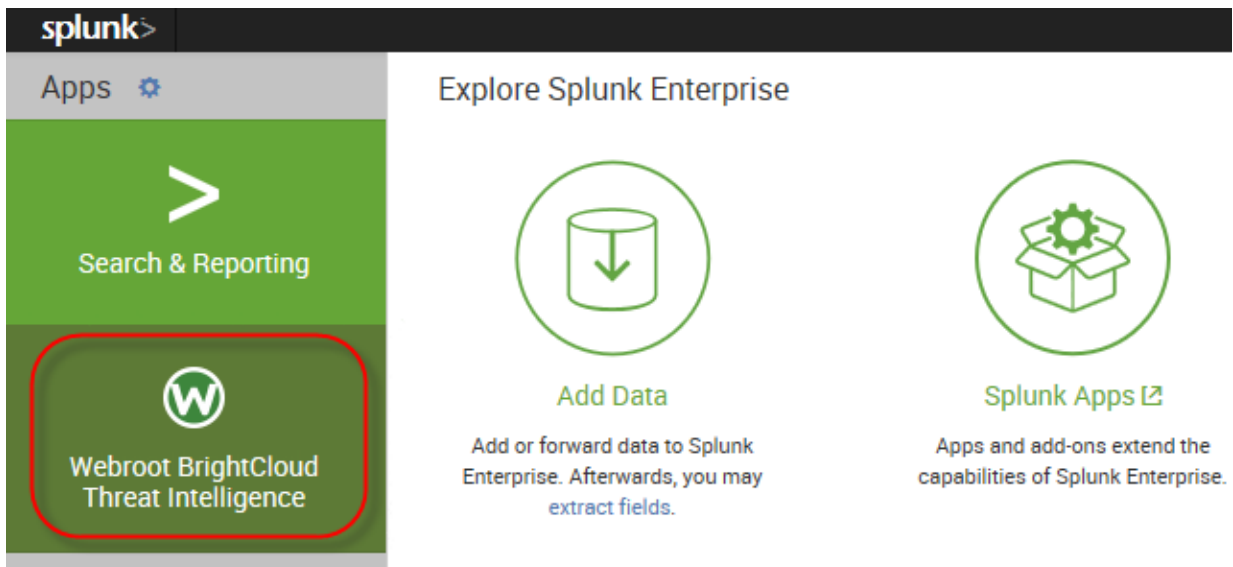 splunk>
Apps
Explore Splunk Enterprise
>
Search & Reporting
W
Webroot BrightCloud
Threat Intelligence
Add Data
Add or forward data to Splunk
Enterprise. Afterwards, you may
extract fields.
Splunk Apps
Apps and add-ons extend the
capabilities of Splunk Enterprise.